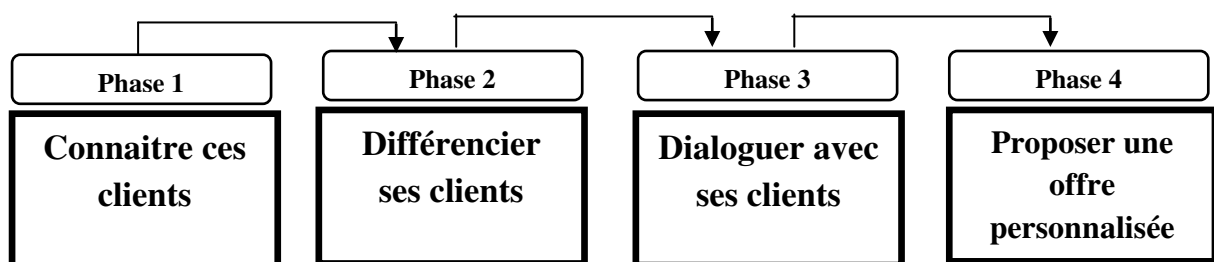 Phase 1
Connaitre ces
clients
Phase 2
Différencier
ses clients
Phase 3
Dialoguer avec
ses clients
Phase 4
Proposer une
offre
personnalisée